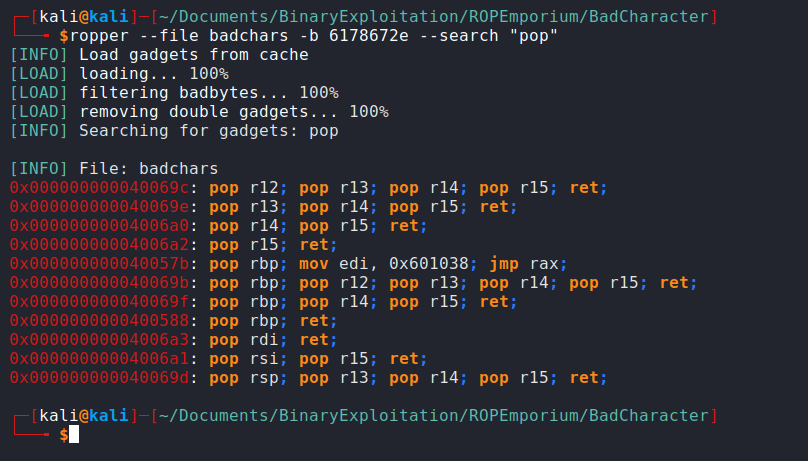 ┌─[kali@kali]─[~/Documents/BinaryExploitation/ROPEmporium/BadCharacter]
└──╼ $ropper --file badchars -b 6178672e --search "pop"
[INFO] Load gadgets from cache
[LOAD] loading... 100%
[LOAD] filtering badbytes... 100%
[LOAD] removing double gadgets... 100%
[INFO] Searching for gadgets: pop

[INFO] File: badchars
0x000000000040069c: pop r12; pop r13; pop r14; pop r15; ret;
0x000000000040069e: pop r13; pop r14; pop r15; ret;
0x00000000004006a0: pop r14; pop r15; ret;
0x00000000004006a2: pop r15; ret;
0x000000000040057b: pop rbp; mov edi, 0x601038; jmp rax;
0x000000000040069b: pop rbp; pop r12; pop r13; pop r14; pop r15; ret;
0x000000000040069f: pop rbp; pop r14; pop r15; ret;
0x0000000000400588: pop rbp; ret;
0x00000000004006a3: pop rdi; ret;
0x00000000004006a1: pop rsi; pop r15; ret;
0x000000000040069d: pop rsp; pop r13; pop r14; pop r15; ret;

┌─[kali@kali]─[~/Documents/BinaryExploitation/ROPEmporium/BadCharacter]
└──╼ $